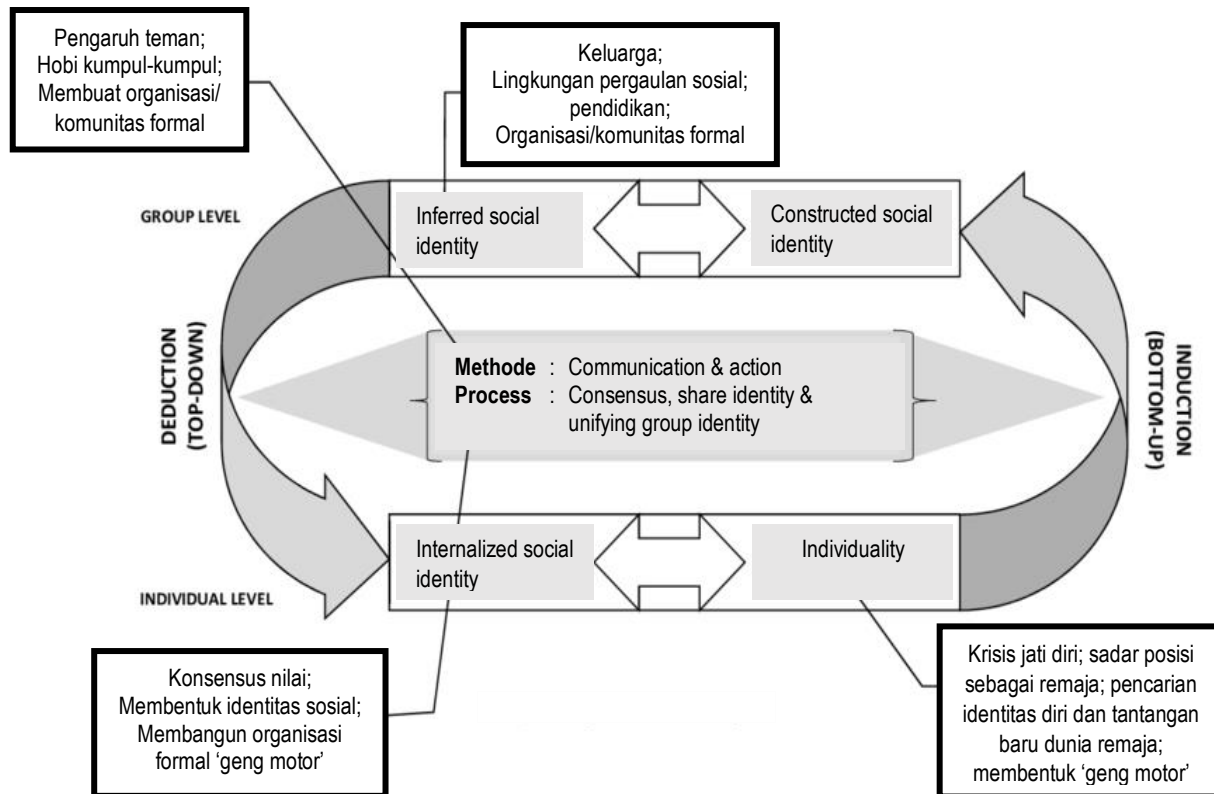 Pengaruh teman;
Hobi kumpul-kumpul;
Membuat organisasi/
komunitas formal
Keluarga;
Lingkungan pergaulan sosial;
pendidikan;
Organisasi/komunitas formal
GROUP LEVEL
Inferred social
identity
Constructed social
identity
DEDUCTION
(TOP-DOWN)
Methode : Communication & action
Process : Consensus, share identity &
unifying group identity
INDUCTION
(BOTTOM-UP)
Internalized social
identity
Individuality
INDIVIDUAL LEVEL
Konsensus nilai;
Membentuk identitas sosial;
Membangun organisasi
formal ‘geng motor’
Krisis jati diri; sadar posisi
sebagai remaja; pencarian
identitas diri dan tantangan
baru dunia remaja;
membentuk ‘geng motor’